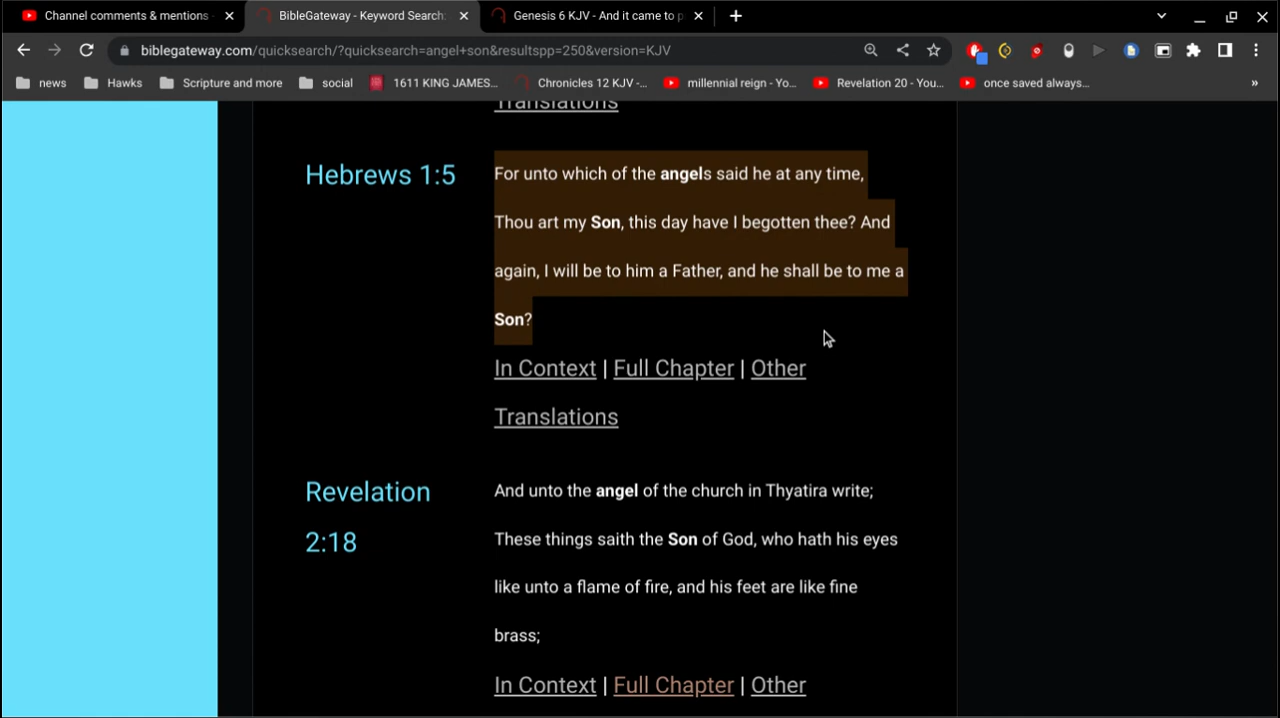 Channel comments & mentions -
BibleGateway - Keyword Search:
Genesis 6 KJV - And it came to p
biblegateway.com/quicksearch/?quicksearch=angel+son&resultspp=250&version=KJV
news
Hawks
Scripture and more
social
1611 KING JAMES...
Chronicles 12 KJV -...
millennial reign - Yo...
Revelation 20 - You...
once saved always...
»
Translations
Hebrews 1:5
For unto which of the angels said he at any time,
Thou art my Son, this day have I begotten thee? And
again, I will be to him a Father, and he shall be to me a
Son?
In Context | Full Chapter | Other
Translations
Revelation
2:18
And unto the angel of the church in Thyatira write;
These things saith the Son of God, who hath his eyes
like unto a flame of fire, and his feet are like fine
brass;
In Context | Full Chapter | Other